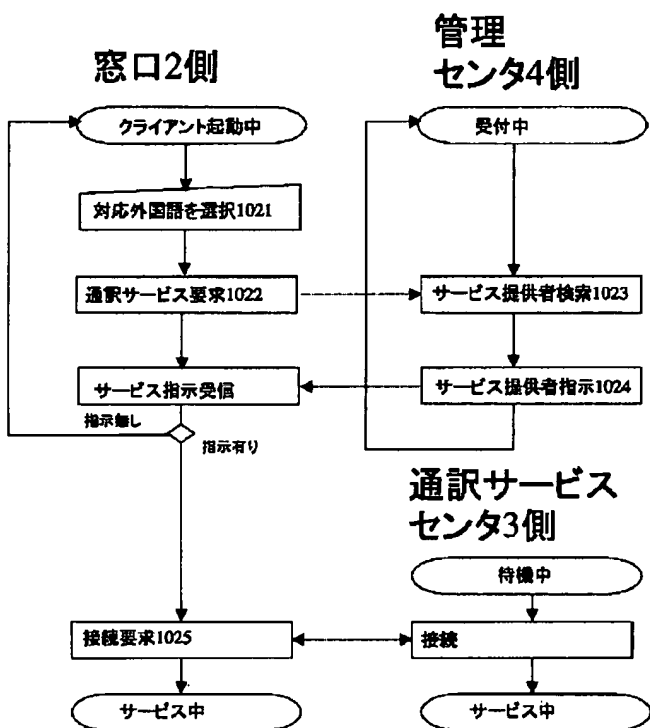 窓口2側
クライアント起動中
対応外国語を選択1021
通訳サービス要求1022
サービス指示受信
指示無し
指示有り
接続要求1025
サービス中
管理
センタ4側
受付中
サービス提供者検索1023
サービス提供者指示1024
通訳サービス
センタ3側
待機中
接続
サービス中